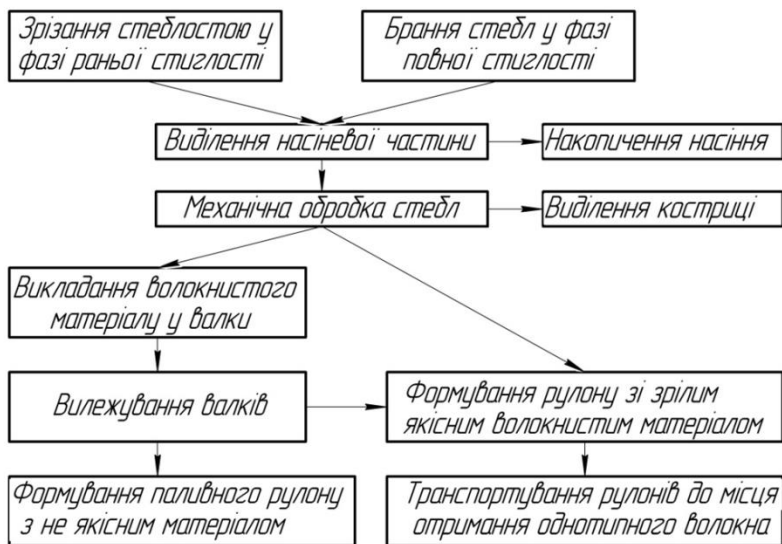 Зрізання стеблостою у
фазі раньої стиглості
Брання стебл у фазі
повної стиглості
Виділення насіневої частини
Накопичення насіння
Механічна обробка стебл
Виділення костриці
Викладання волокнистого
матеріалу у валки
Вилежування валків
Формування рулону зі зрілим
якісним волокнистим матеріалом
Формування паливного рулону
з не якісним матеріалом
Транспортування рулонів до місця
отримання однотипного волокна